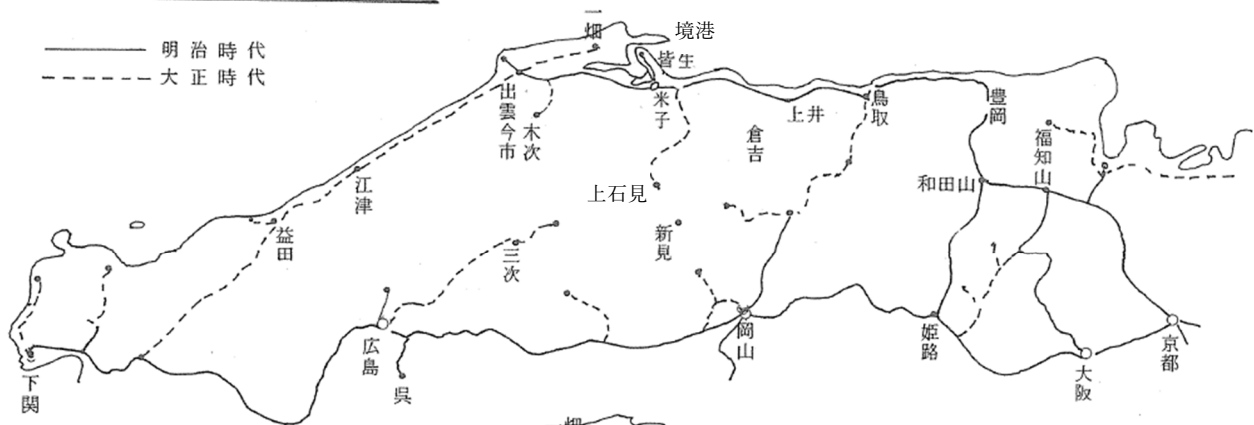 明治時代
大正時代
一畑
境港
皆生
米子
出雲今市
木次
江津
益田
上石見
倉吉
上井
鳥取
豊岡
福知山
和田山
新見
三次
広島
呉
下関
岡山
姫路
大阪
京都
一畑